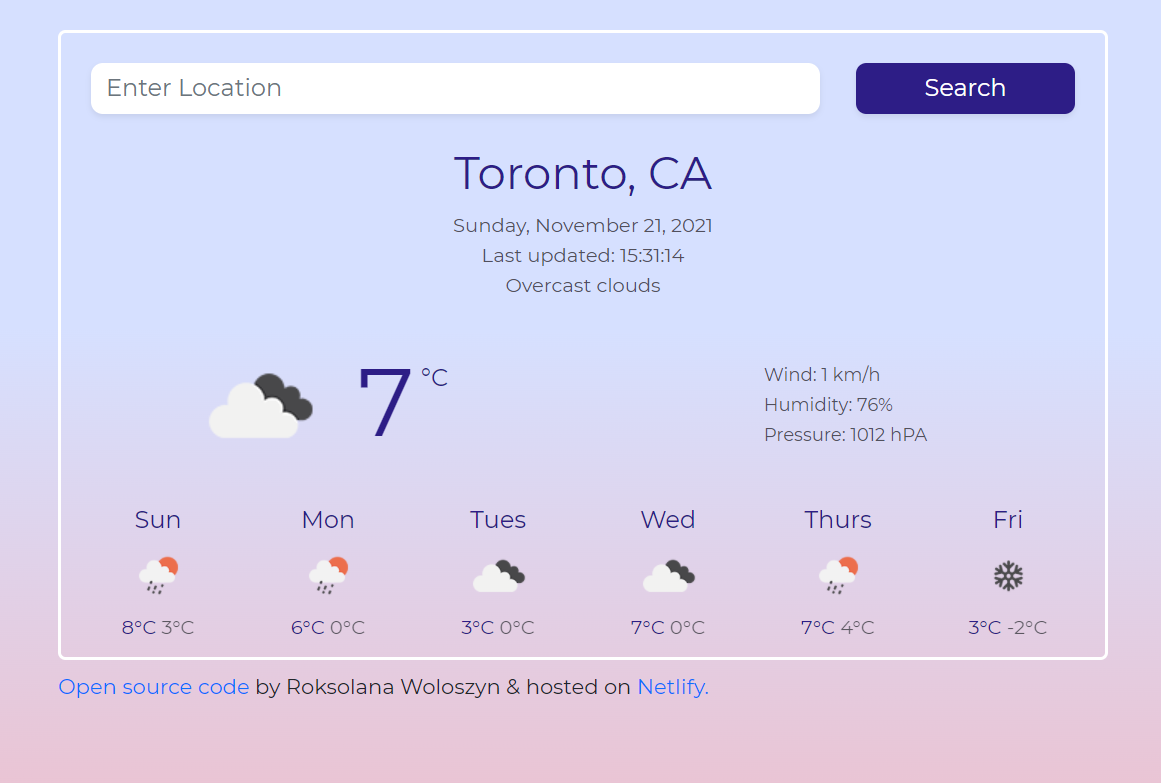 Enter Location
Search
Toronto, CA
Sunday, November 21, 2021
Last updated: 15:31:14
Overcast clouds
7 °C
Wind: 1 km/h
Humidity: 76%
Pressure: 1012 hPA
Sun Mon Tues Wed Thurs Fri
8°C 3°C 6°C 0°C 3°C 0°C 7°C 0°C 7°C 4°C 3°C -2°C
Open source code by Roksolana Woloszyn & hosted on Netlify.